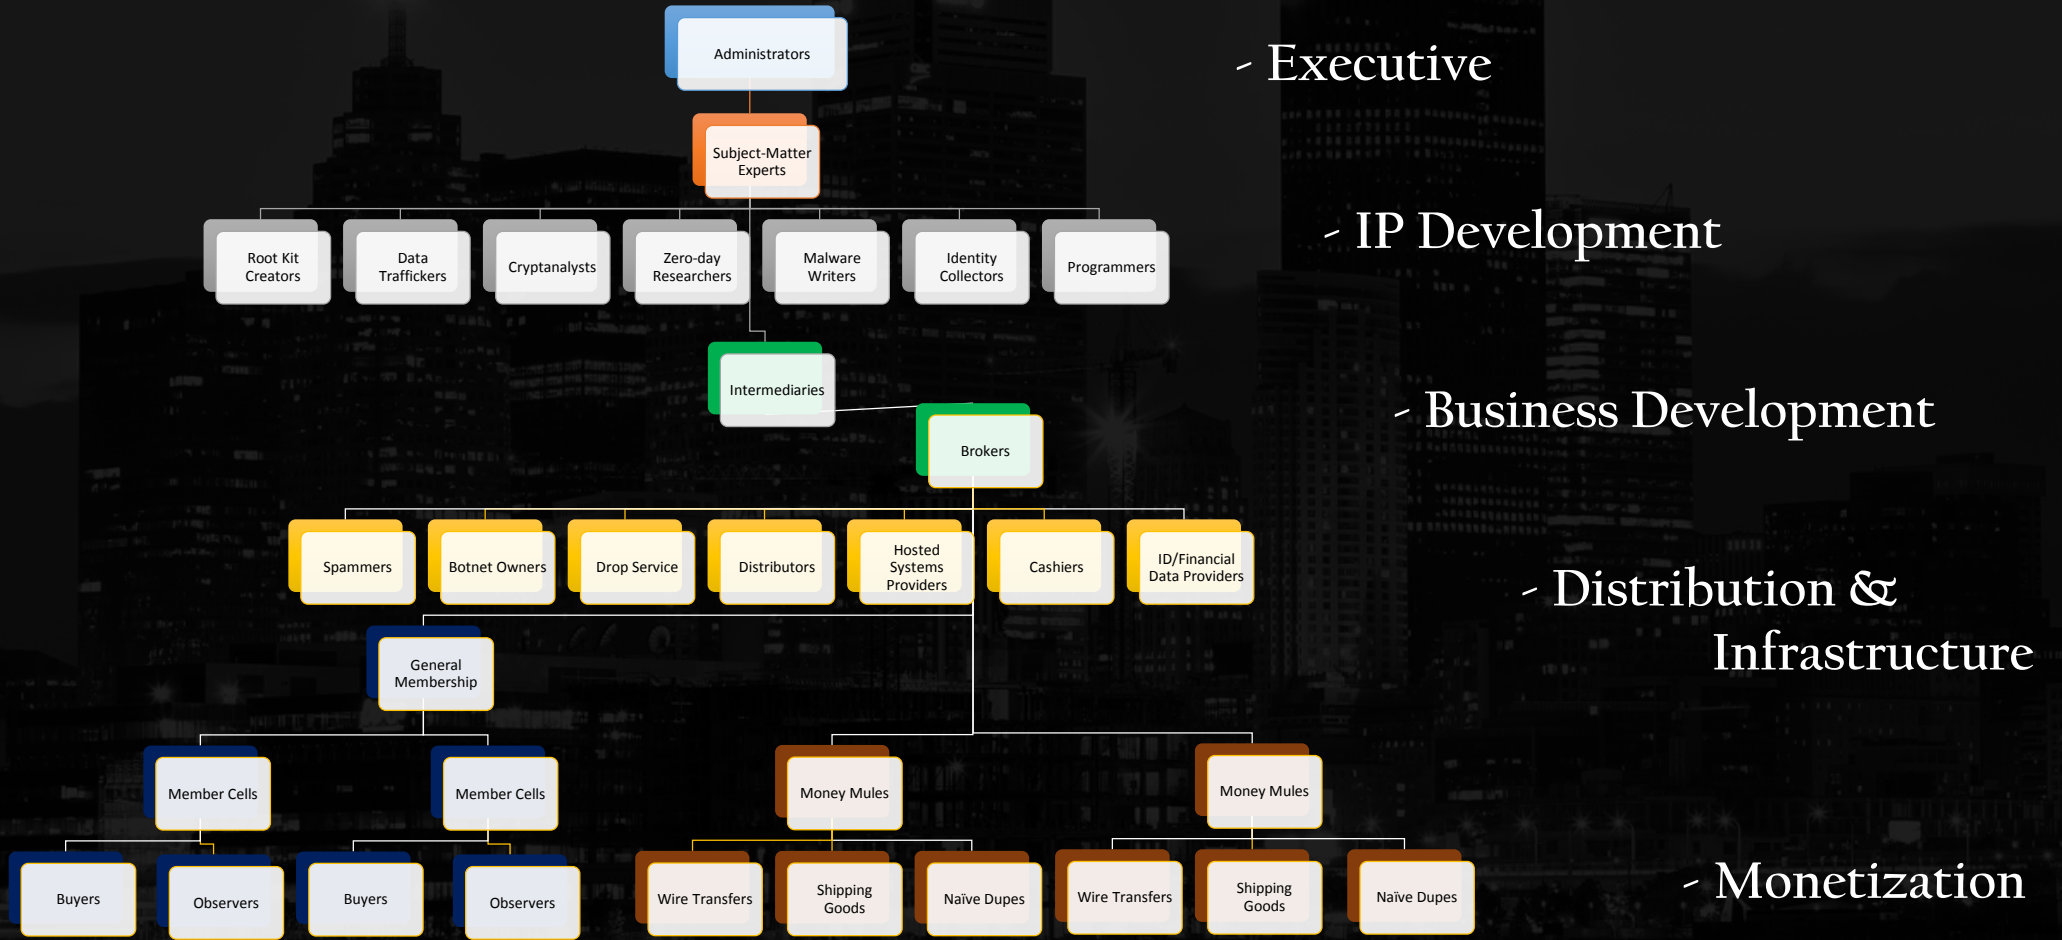 Administrators
- Executive
Subject-Matter
Experts
- IP Development
Root Kit
Creators
Data
Traffickers
Cryptanalysts
Zero-day
Researchers
Malware
Writers
Identity
Collectors
Programmers
Intermediaries
- Business Development
Brokers
Spammers
Botnet Owners
Drop Service
Distributors
Hosted
Systems
Providers
Cashiers
ID/Financial
Data Providers
- Distribution &
Infrastructure
General
Membership
Member Cells
Member Cells
Money Mules
Money Mules
Buyers
Observers
Buyers
Observers
Wire Transfers
Shipping
Goods
Naïve Dupes
Wire Transfers
Shipping
Goods
Naïve Dupes
- Monetization